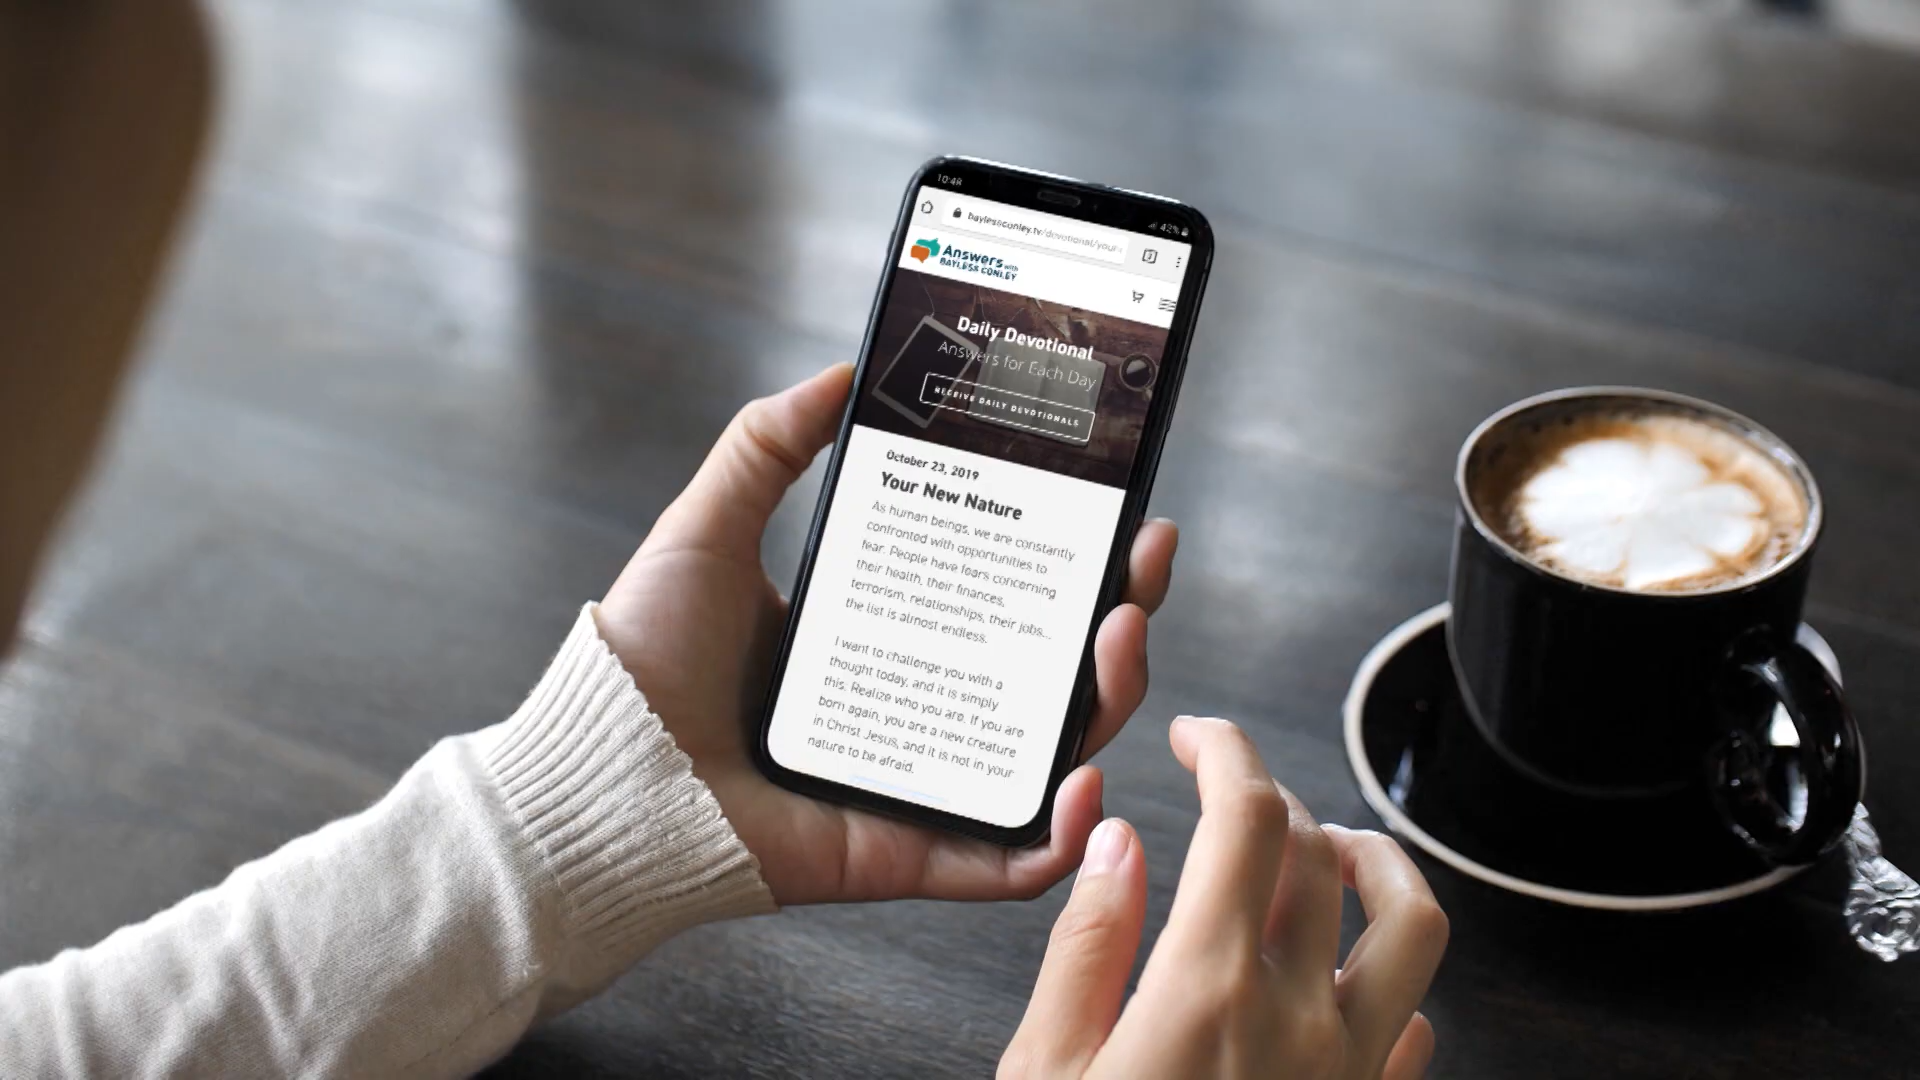 10:48
42%
baylessconley.tv/devotional/your-
Answers with
BAYLESS CONLEY
Daily Devotional
Answers for Each Day
RECEIVE DAILY DEVOTIONALS
October 23, 2019
Your New Nature
As human beings, we are constantly
confronted with opportunities to
fear. People have fears concerning
their health, their finances,
terrorism, relationships, their jobs...
the list is almost endless.
I want to challenge you with a
thought today, and it is simply
this: Realize who you are. If you are
born again, you are a new creature
in Christ Jesus, and it is not in your
nature to be afraid.